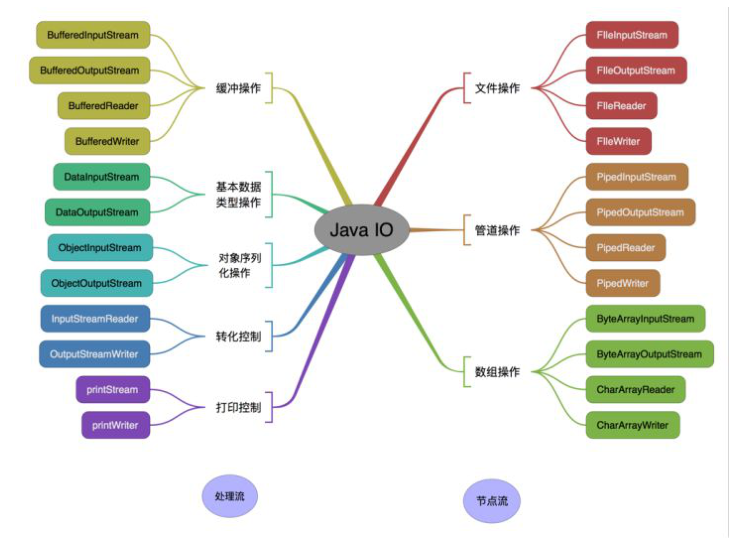 BufferedInputStream
BufferedOutputStream
BufferedReader
BufferedWriter
缓冲操作
DataInputStream
DataOutputStream
基本数据
类型操作
ObjectInputStream
ObjectOutputStream
对象序列
化操作
InputStreamReader
OutputStreamWriter
转化控制
printStream
printWriter
打印控制
Java IO
文件操作
FIleInputStream
FIleOutputStream
FIleReader
FIleWriter
管道操作
PipedInputStream
PipedOutputStream
PipedReader
PipedWriter
数组操作
ByteArrayInputStream
ByteArrayOutputStream
CharArrayReader
CharArrayWriter
处理流
节点流